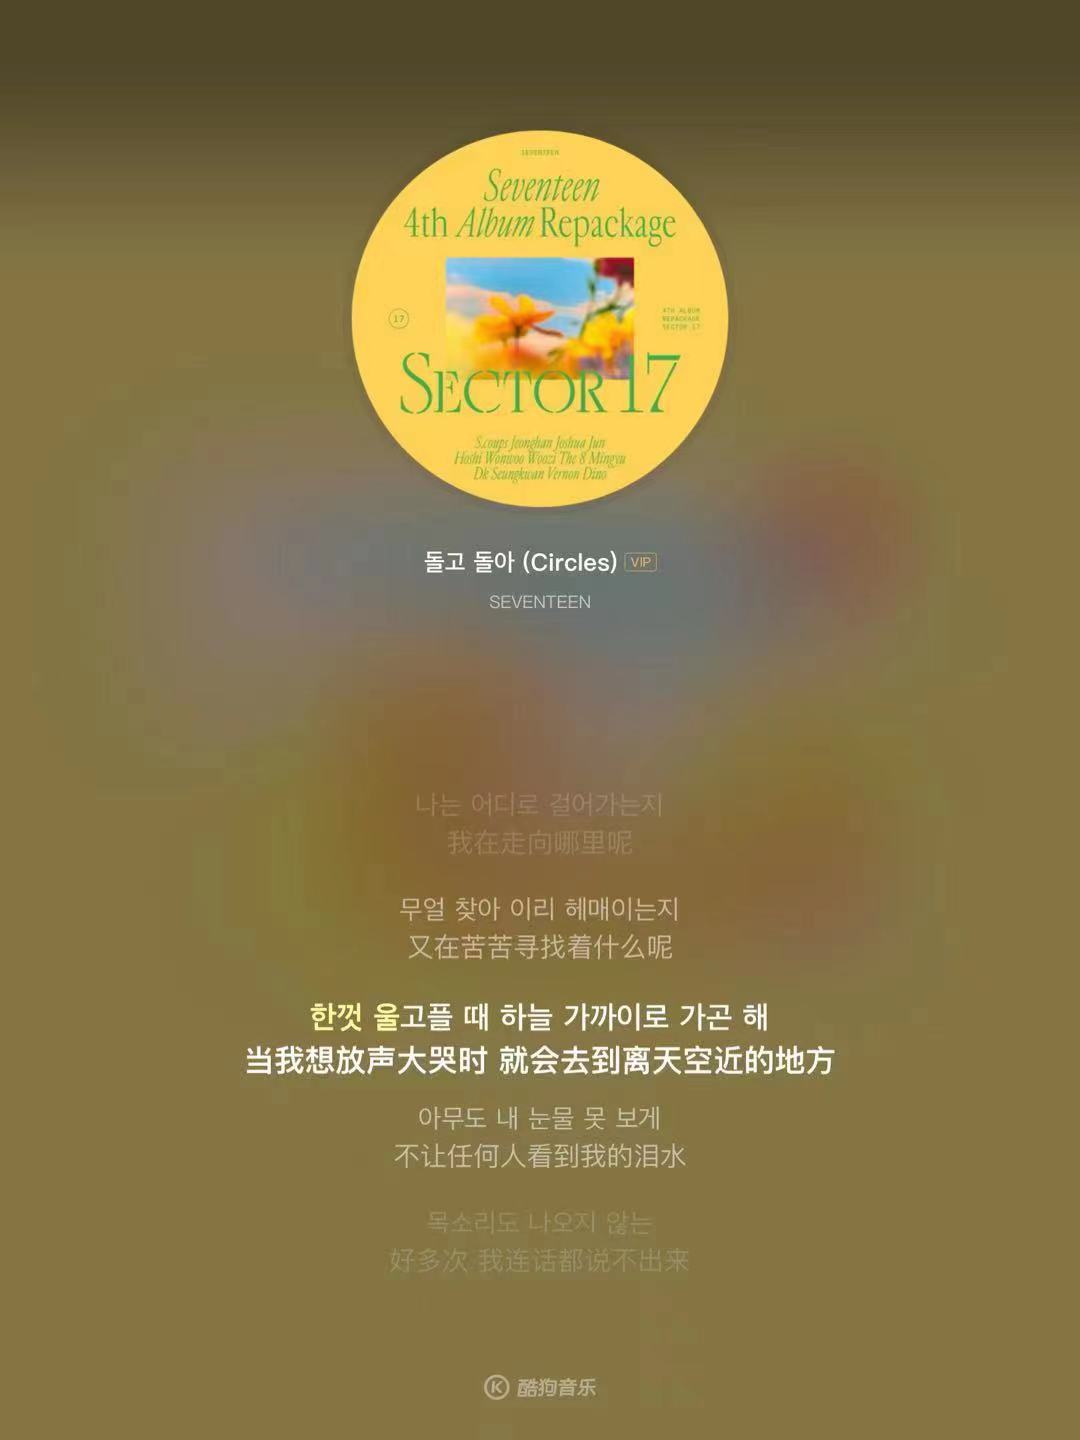 SEVENTEEN
Seventeen
4th Album Repackage
17
4TH ALBUM
REPACKAGE
SECTOR 17
SECTOR 17
S.coups Jeonghan Joshua Jun
Hoshi Wonwoo Woozi The 8 Mingyu
Dk Seungkwan Vernon Dino
돌고 돌아 (Circles) VIP
SEVENTEEN
나는 어디로 걸어가는지
我在走向哪里呢
무얼 찾아 이리 헤매이는지
又在苦苦寻找着什么呢
한껏 울고플 때 하늘 가까이로 가곤 해
当我想放声大哭时 就会去到离天空近的地方
아무도 내 눈물 못 보게
不让任何人看到我的泪水
목소리도 나오지 않는
好多次 我连话都说不出来
酷狗音乐